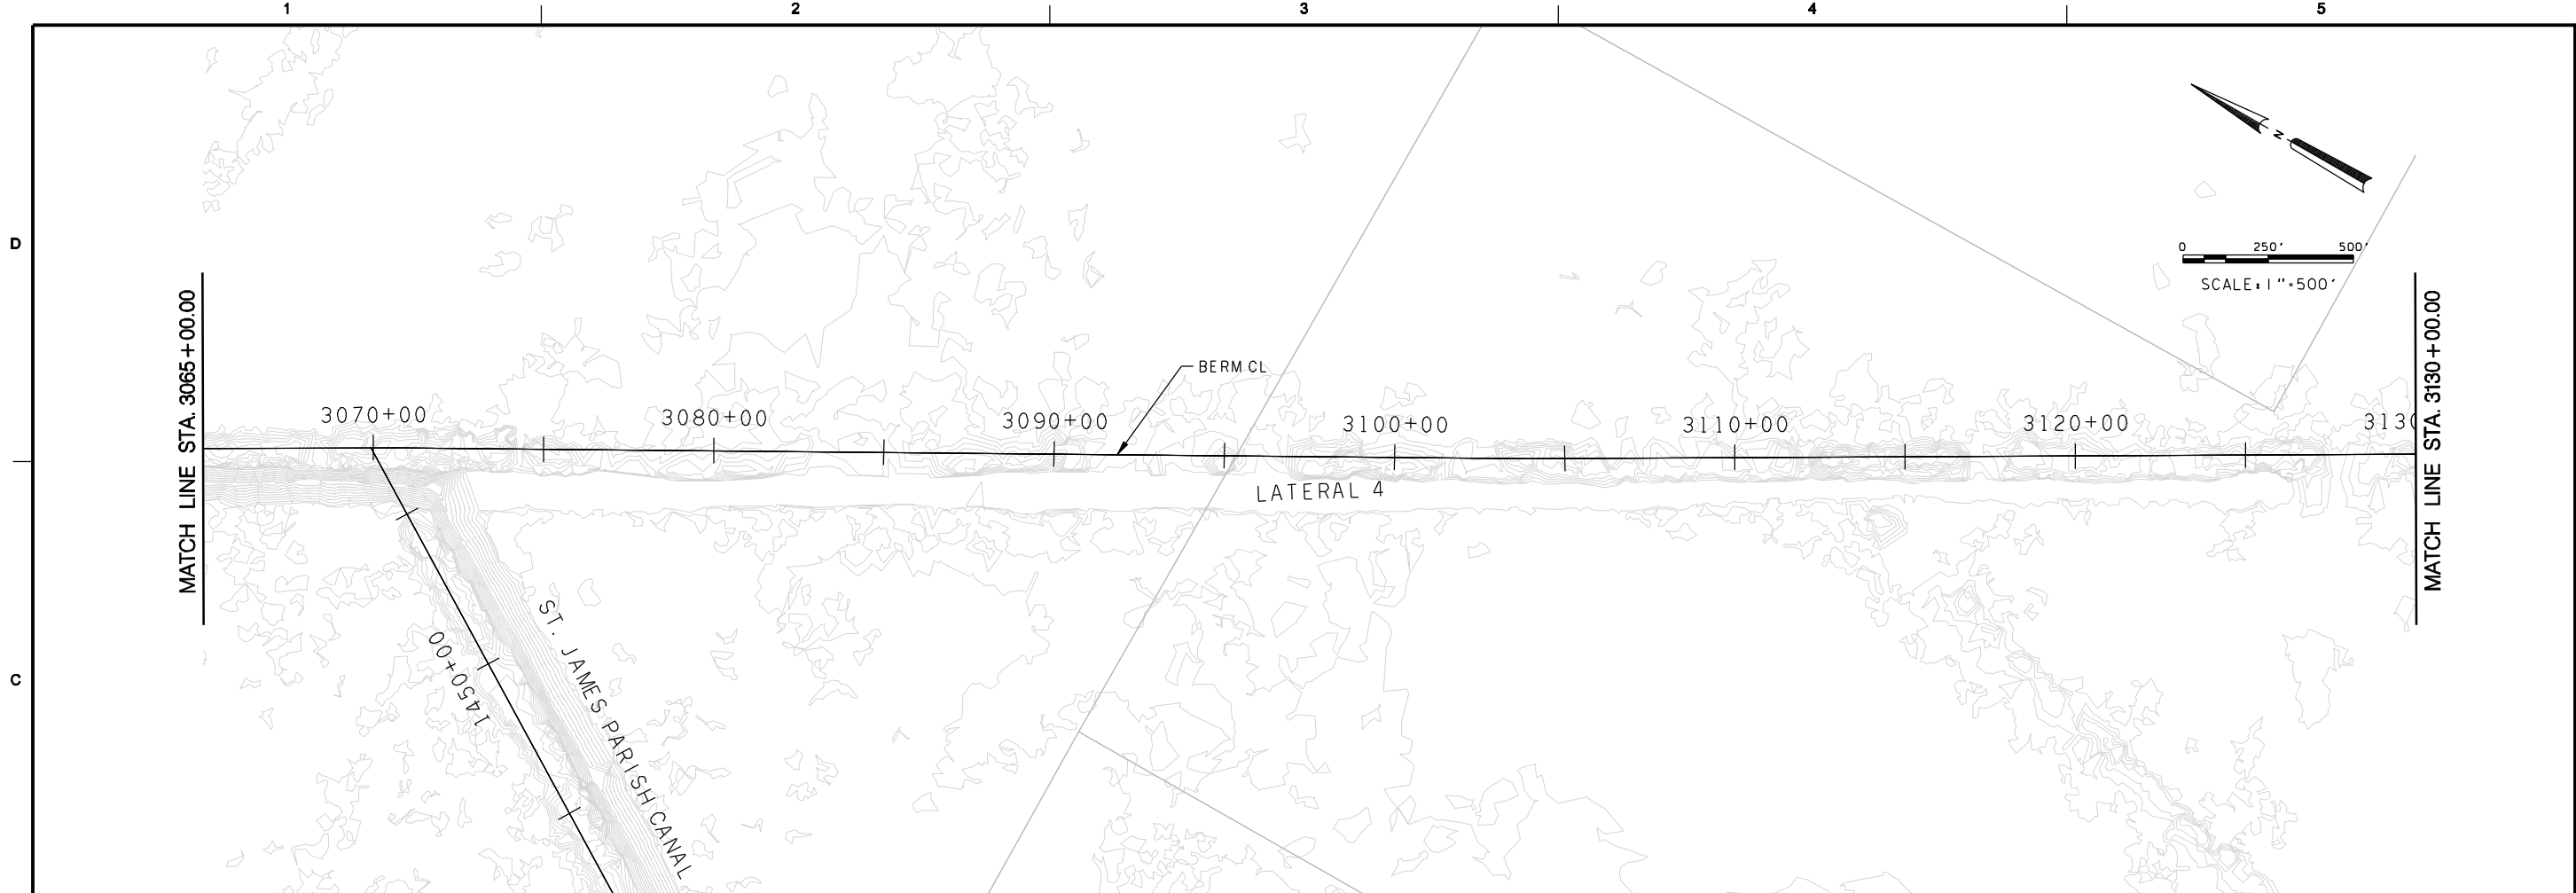 1 2 3 4 5
N
D
0 250' 500'
SCALE: 1"=500'
MATCH LINE STA. 3065+00.00
MATCH LINE STA. 3130+00.00
BERM CL
3070+00 3080+00 3090+00 3100+00 3110+00 3120+00 3130
LATERAL 4
ST. JAMES PARISH CANAL
1450+00
C